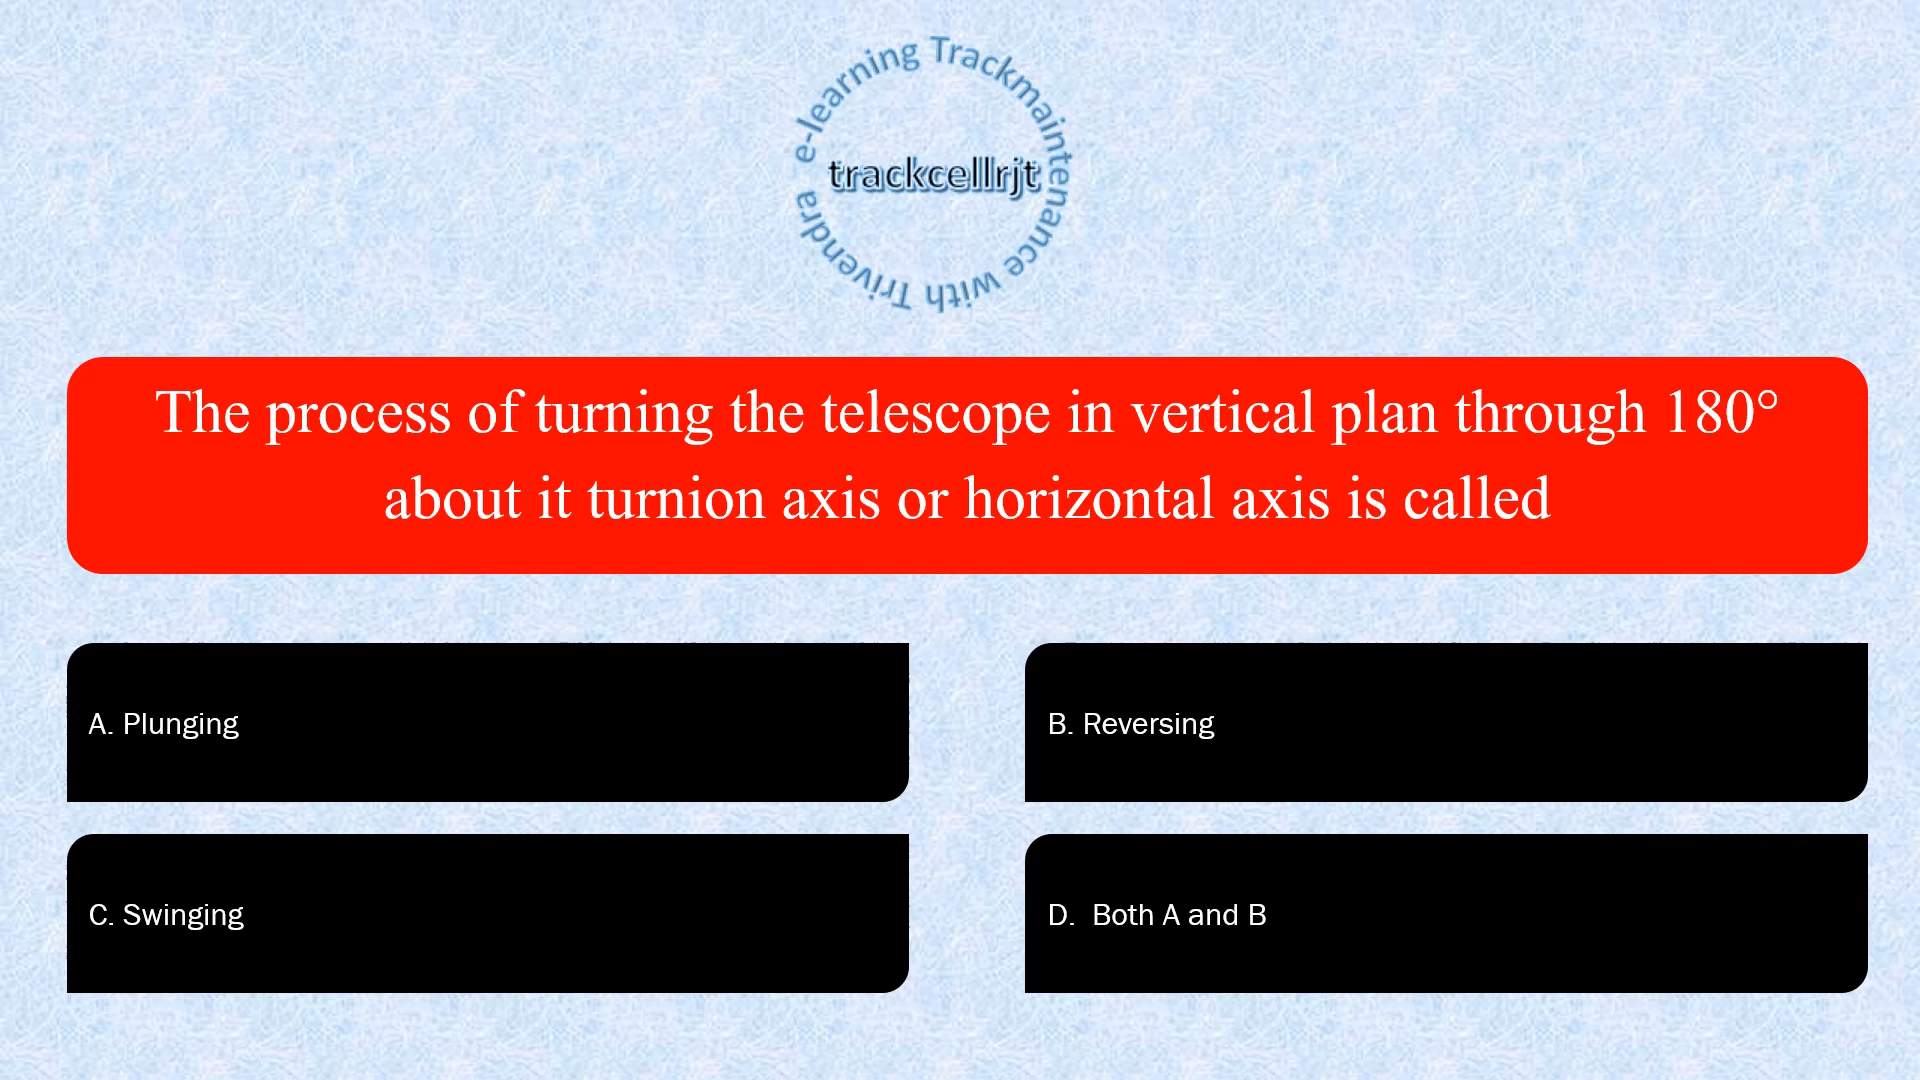 e-learning Trackmaintenance with Trivendra
trackcellrjt
The process of turning the telescope in vertical plan through 180°
about it turnion axis or horizontal axis is called
A. Plunging
B. Reversing
C. Swinging
D.  Both A and B